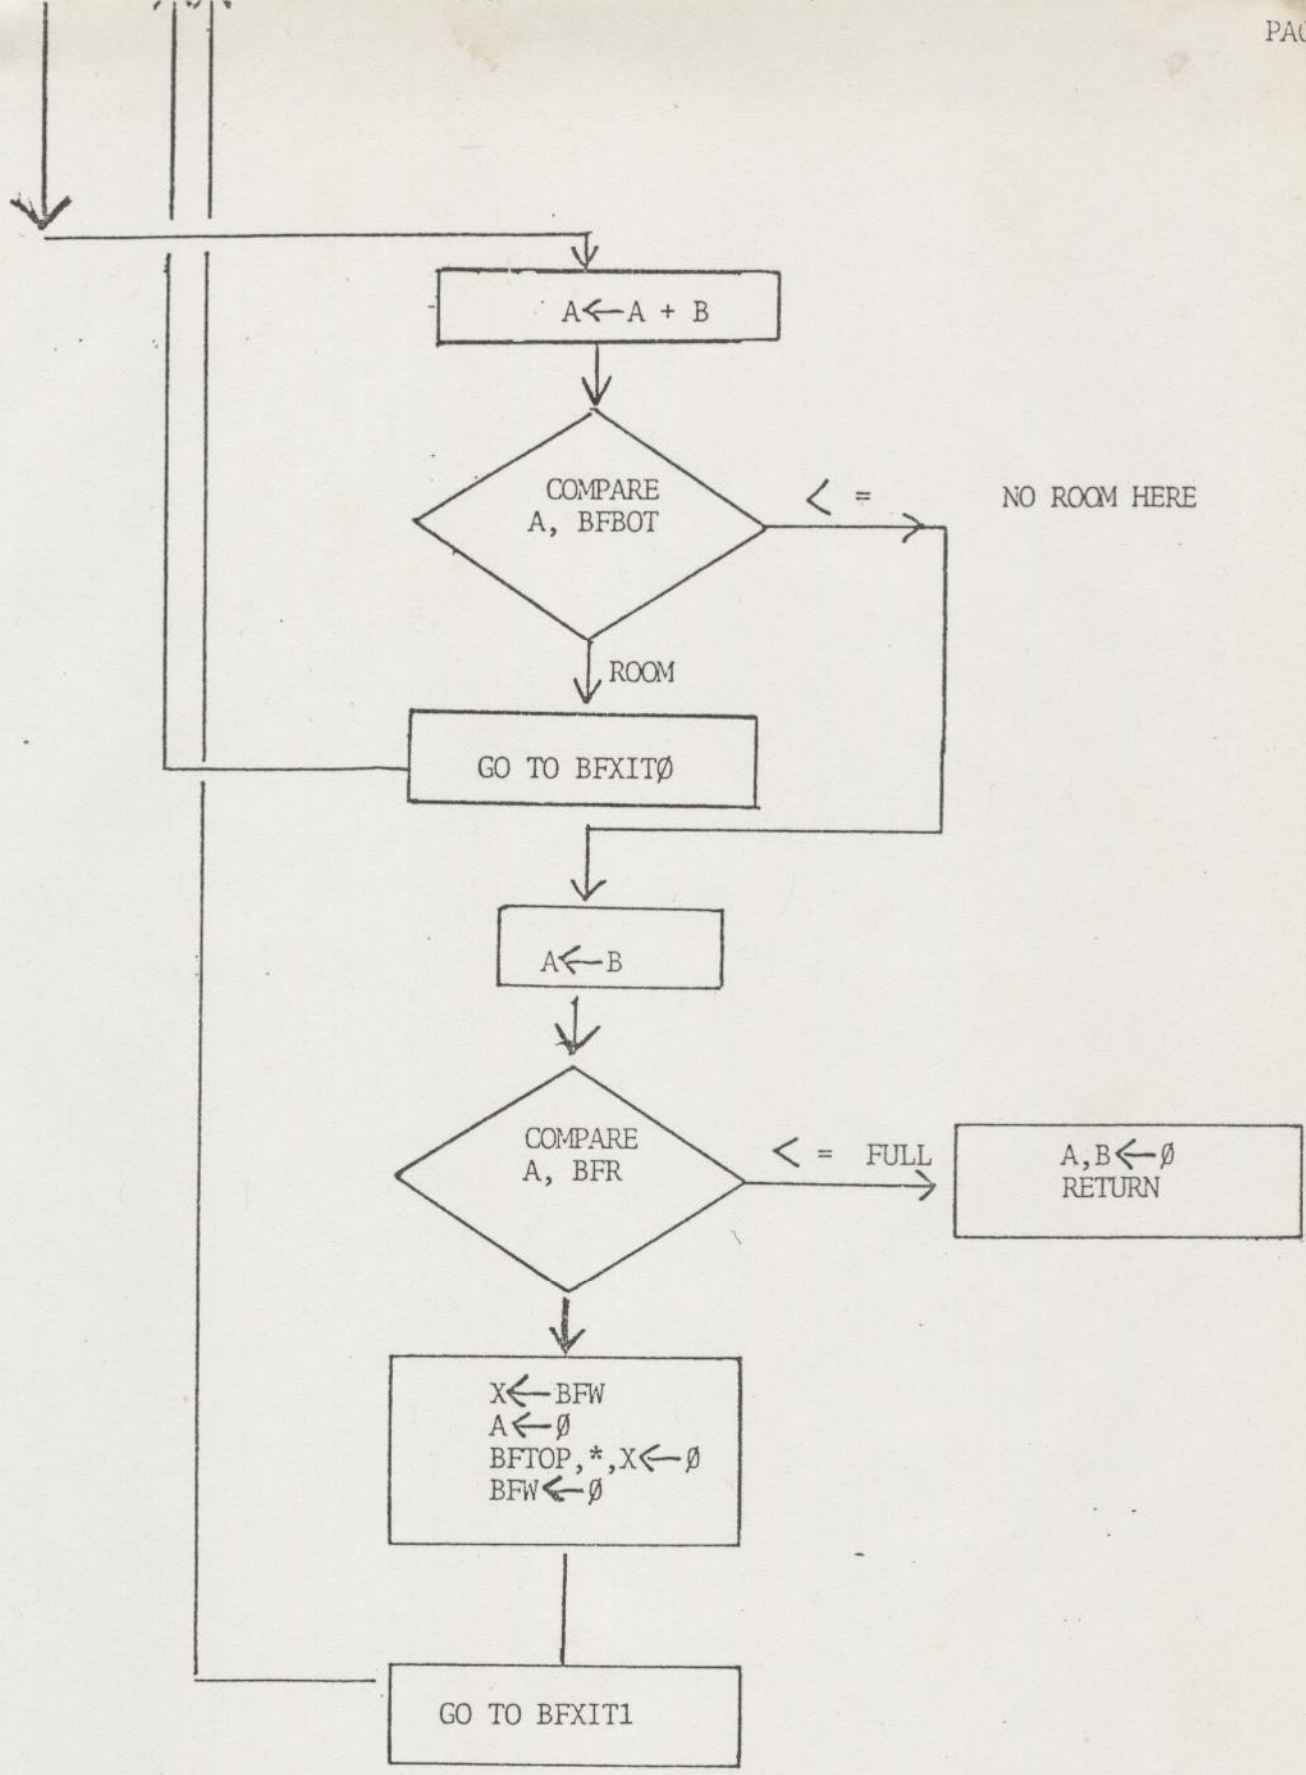 PAG
A←A + B
COMPARE
A, BFBOT
< =
NO ROOM HERE
ROOM
GO TO BFXITØ
A←B
COMPARE
A, BFR
< = FULL
A,B←Ø
RETURN
X←BFW
A←Ø
BFTOP,*,X←Ø
BFW←Ø
GO TO BFXIT1